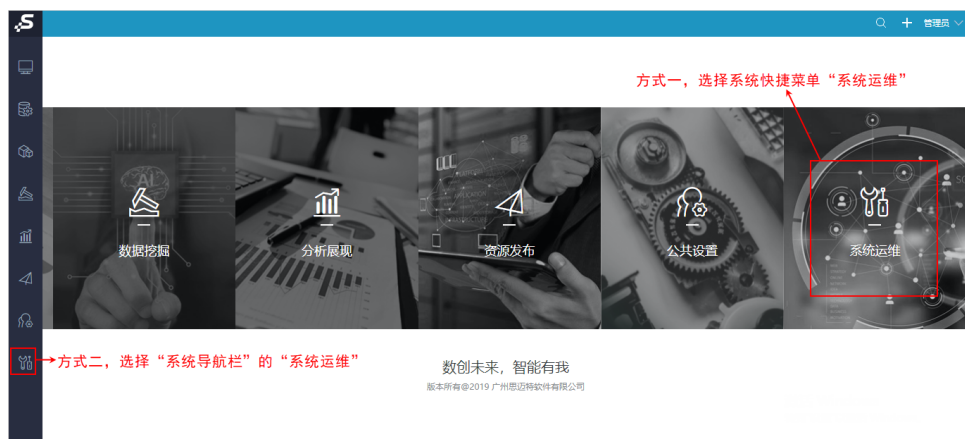 管理员
方式一，选择系统快捷菜单“系统运维”
数据挖掘
分析展现
资源发布
公共设置
系统运维
方式二，选择“系统导航栏”的“系统运维”
数创未来，智能有我
版本所有@2019 广州思迈特软件有限公司